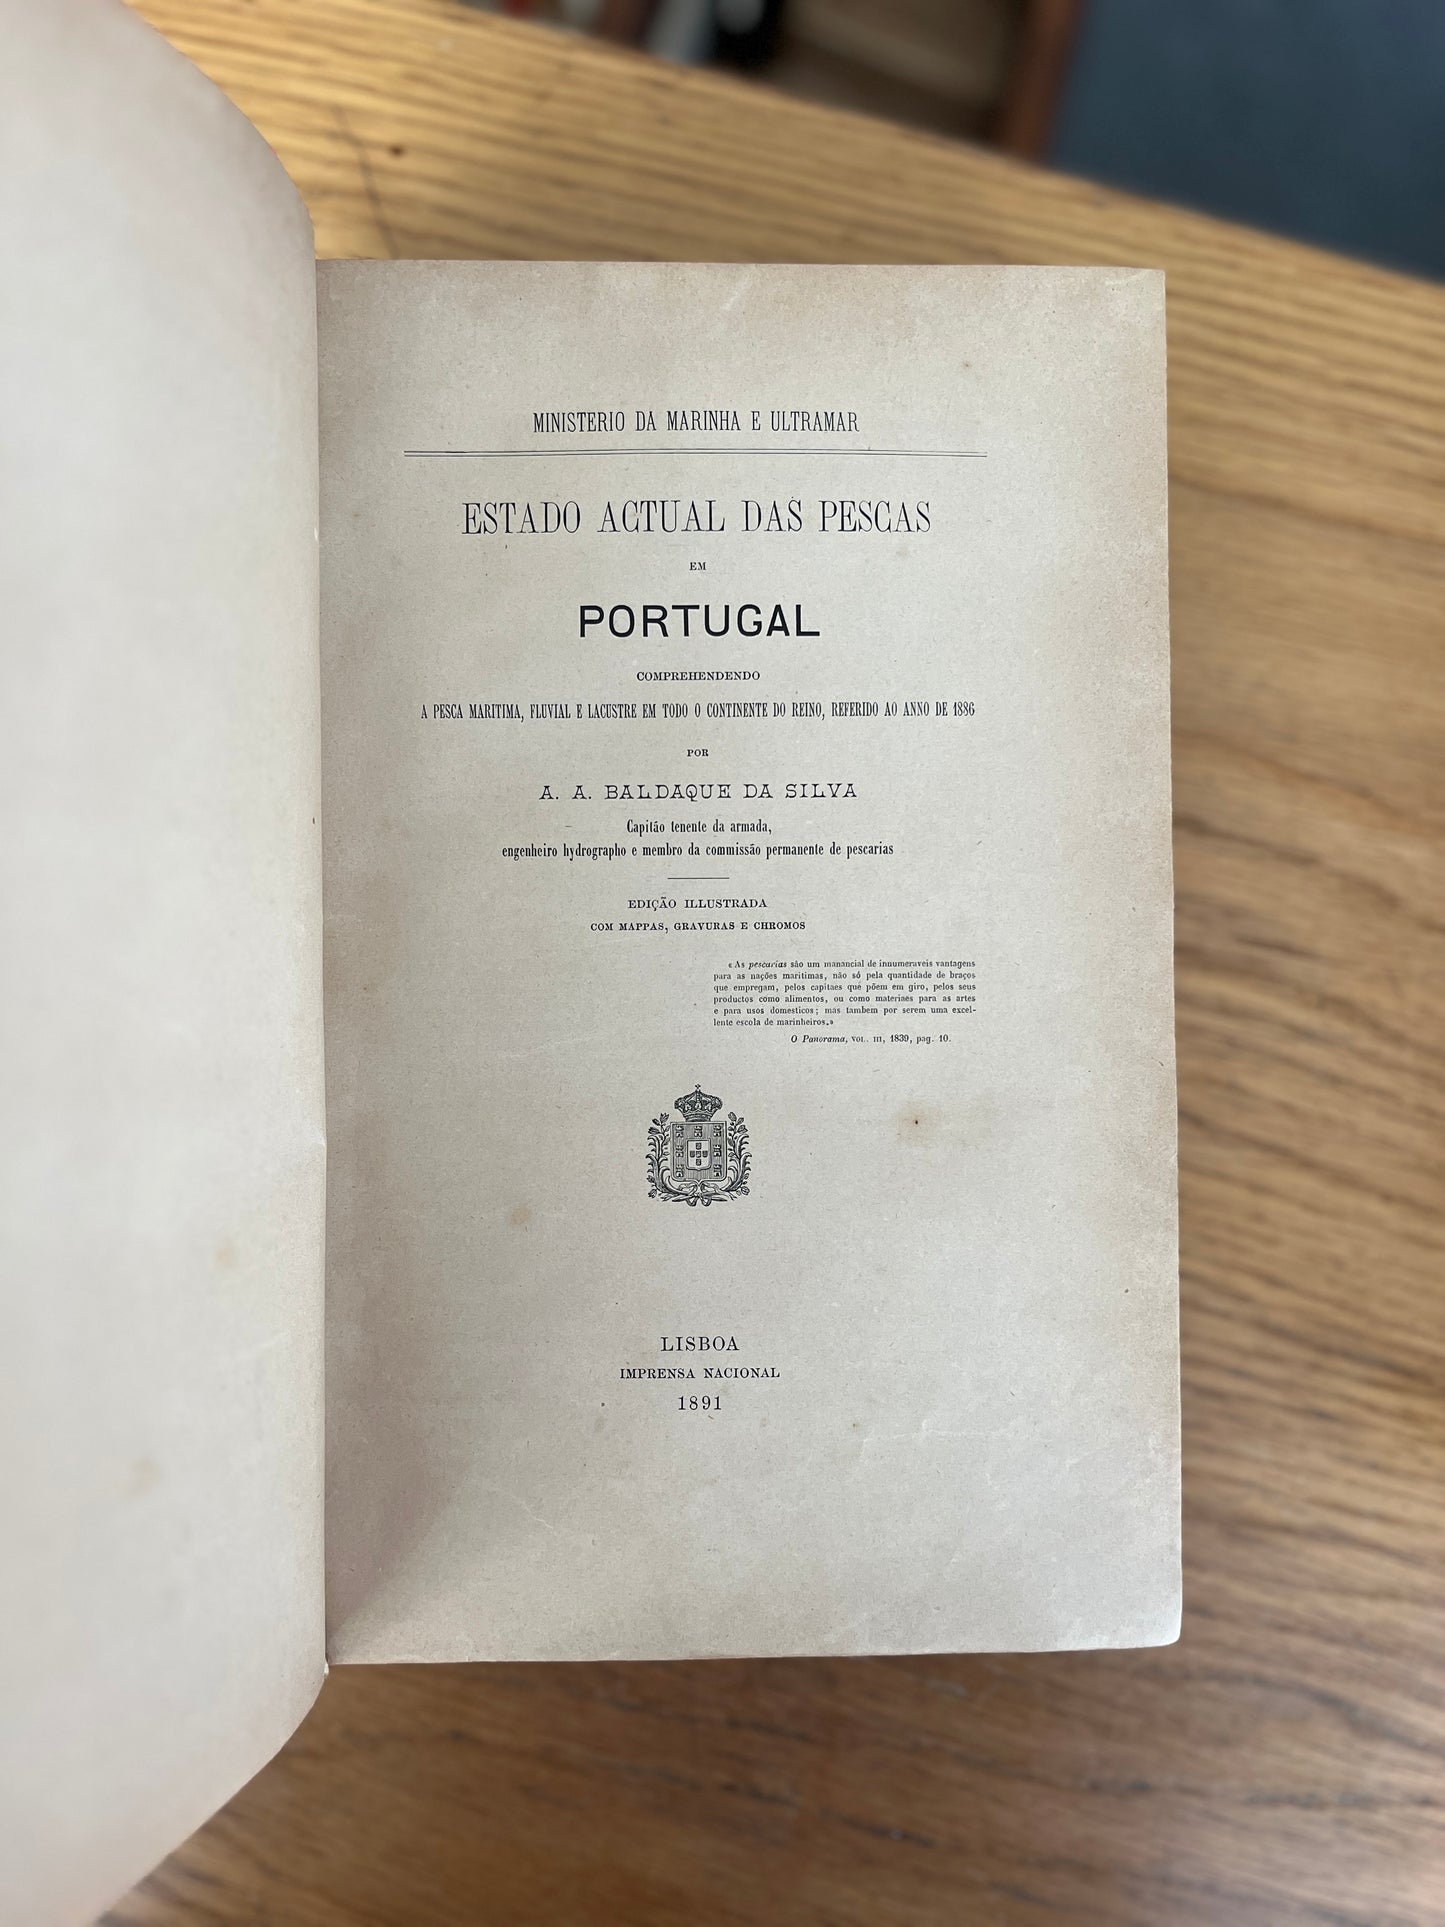 MINISTERIO DA MARINHA E ULTRAMAR
ESTADO ACTUAL DAS PESCAS
EM
PORTUGAL
COMPREHENDENDO
A PESCA MARITIMA, FLUVIAL E LACUSTRE EM TODO O CONTINENTE DO REINO, REFERIDO AO ANNO DE 1886
POR
A. A. BALDAQUE DA SILVA
Capitão tenente da armada,
engenheiro hydrographo e membro da commissão permanente de pescarias
EDIÇÃO ILLUSTRADA
COM MAPPAS, GRAVURAS E CHROMOS
«As pescarias são um manancial de innumeraveis vantagens
para as nações maritimas, não só pela quantidade de braços
que empregam, pelos capitaes que põem em giro, pelos seus
productos como alimentos, ou como materiaes para as artes
e para usos domesticos; mas tambem por serem uma excel-
lente escola de marinheiros.»
O Panorama, vol. III, 1839, pag. 10.
LISBOA
IMPRENSA NACIONAL
1891